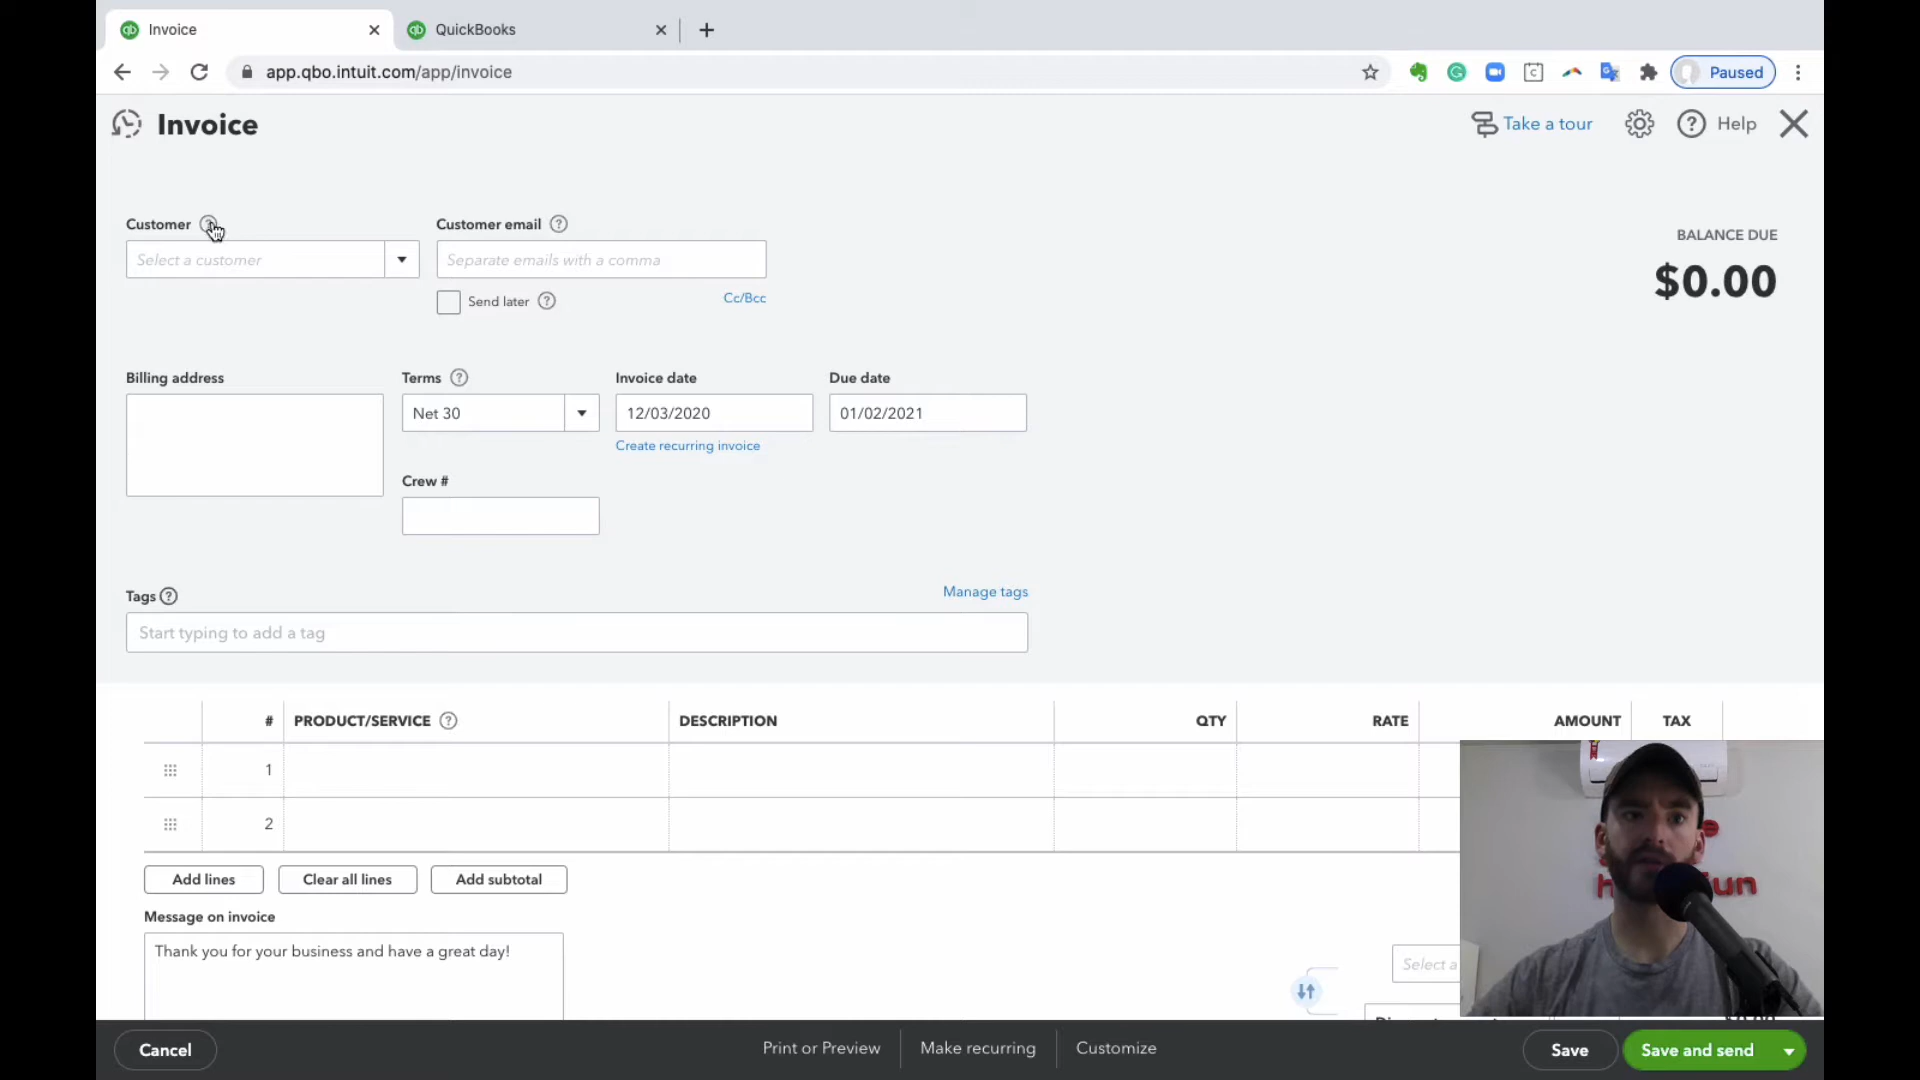 Invoice
QuickBooks
app.qbo.intuit.com/app/invoice
Paused
Invoice
Take a tour
Help
Customer
Customer email
BALANCE DUE
Select a customer
Separate emails with a comma
$0.00
Send later
Cc/Bcc
Billing address
Terms
Invoice date
Due date
Net 30
12/03/2020
01/02/2021
Create recurring invoice
Crew #
Tags
Manage tags
Start typing to add a tag
# PRODUCT/SERVICE DESCRIPTION QTY RATE AMOUNT TAX
1
2
Add lines
Clear all lines
Add subtotal
Message on invoice
Thank you for your business and have a great day!
Select a
Cancel
Print or Preview
Make recurring
Customize
Save
Save and send